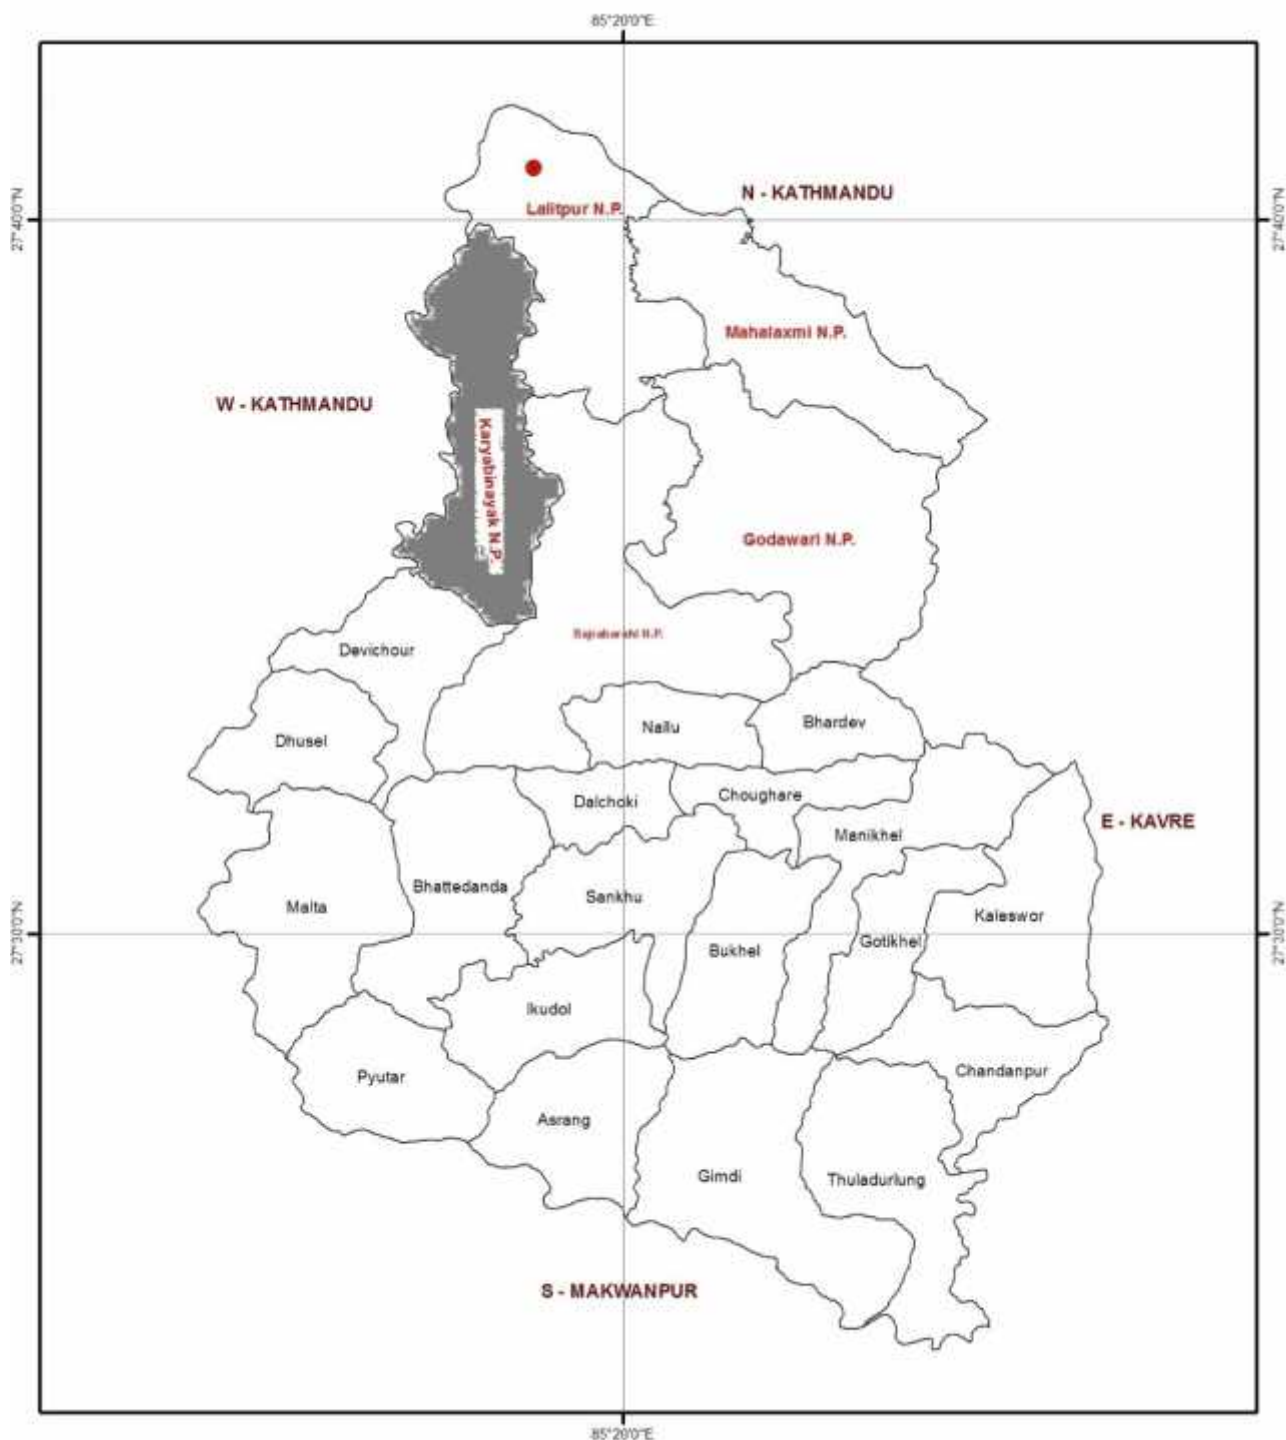 85°20'0"E
N - KATHMANDU
Lalitpur N.P.
27°40'0"N
27°40'0"N
Mahalaxmi N.P.
W - KATHMANDU
Karyabinayak N.P.
Godawari N.P.
Devichour
Nallu
Bhardev
Dhusel
Dalchoki
Choughare
E - KAVRE
Manikhel
Bhattedanda
Sankhu
Malta
Kaleswor
Gotikhel
Bukhel
27°30'0"N
27°30'0"N
Ikudol
Chandanpur
Pyutar
Asrang
Gimdi
Thuladurlung
S - MAKWANPUR
85°20'0"E